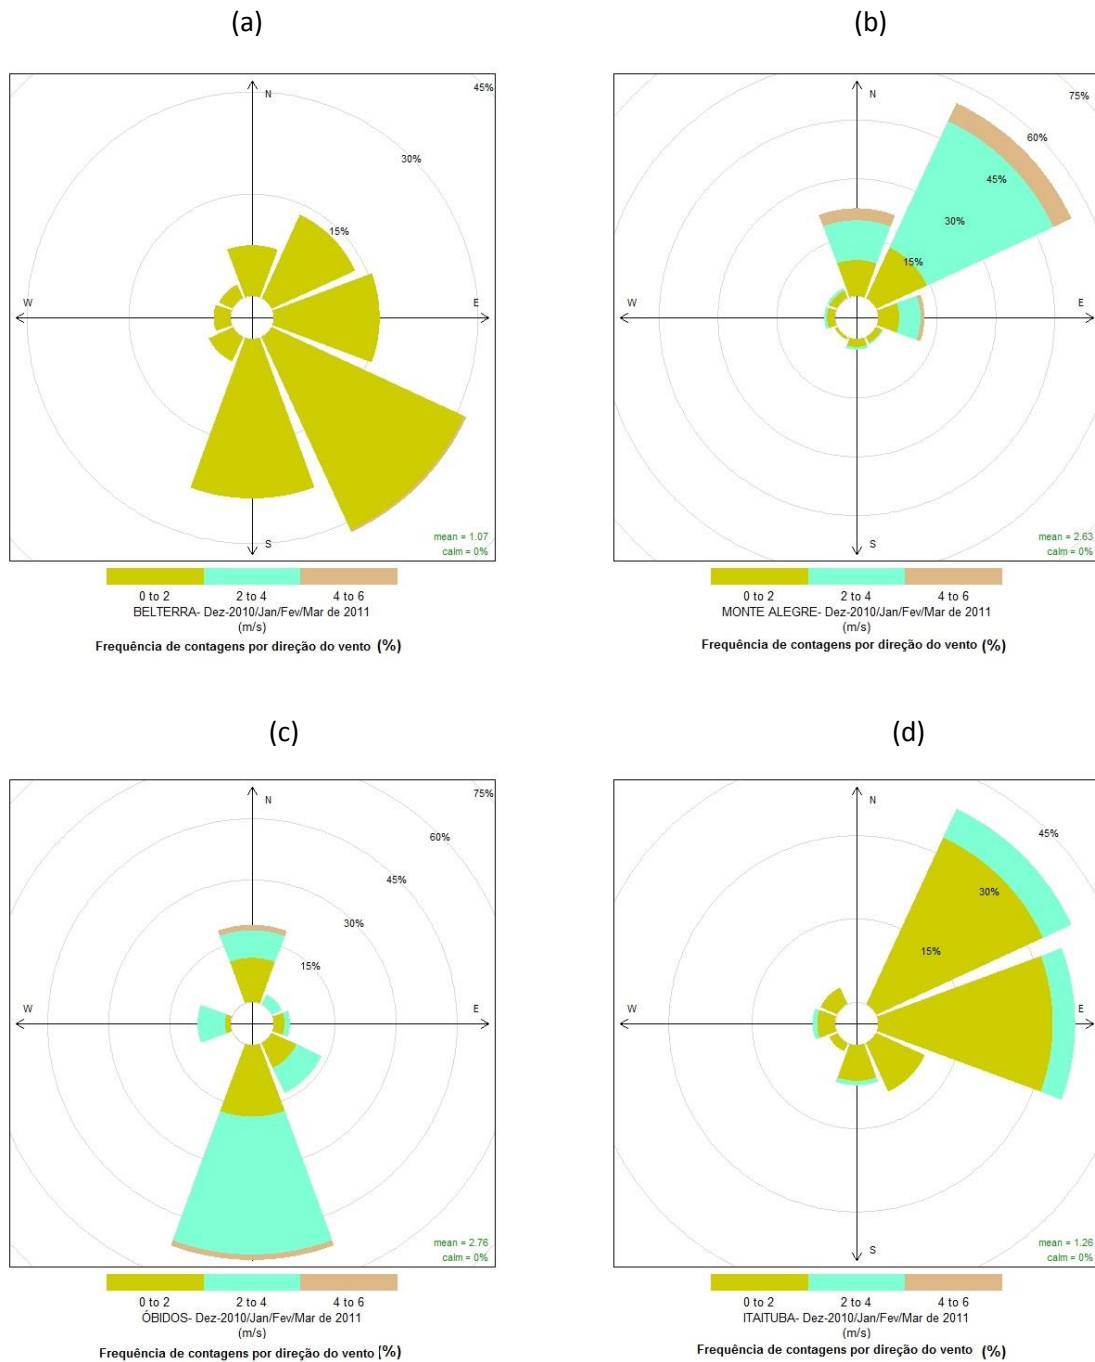 (a)
45%
N
30%
15%
W
E
S
mean = 1.07
calm = 0%
0 to 2 2 to 4 4 to 6
BELTERRA- Dez-2010/Jan/Fev/Mar de 2011
(m/s)
Frequência de contagens por direção do vento (%)
(b)
75%
N
60%
45%
30%
15%
W
E
S
mean = 2.63
calm = 0%
0 to 2 2 to 4 4 to 6
MONTE ALEGRE- Dez-2010/Jan/Fev/Mar de 2011
(m/s)
Frequência de contagens por direção do vento (%)
(c)
75%
N
60%
45%
30%
15%
W
E
mean = 2.76
calm = 0%
0 to 2 2 to 4 4 to 6
ÓBIDOS- Dez-2010/Jan/Fev/Mar de 2011
(m/s)
Frequência de contagens por direção do vento (%)
(d)
N
45%
30%
15%
W
E
S
mean = 1.26
calm = 0%
0 to 2 2 to 4 4 to 6
ITAITUBA- Dez-2010/Jan/Fev/Mar de 2011
(m/s)
Frequência de contagens por direção do vento (%)